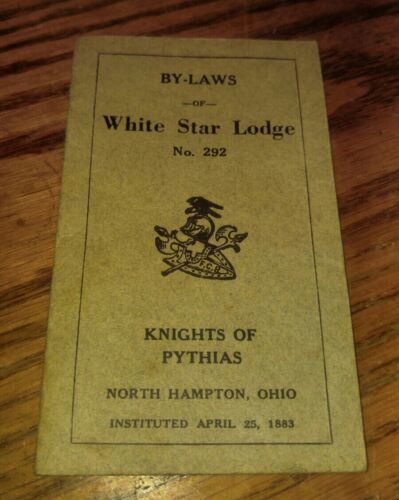 BY-LAWS
—OF—
White Star Lodge
No. 292
F.C.B
KNIGHTS OF
PYTHIAS
NORTH HAMPTON, OHIO
INSTITUTED APRIL 25, 1883